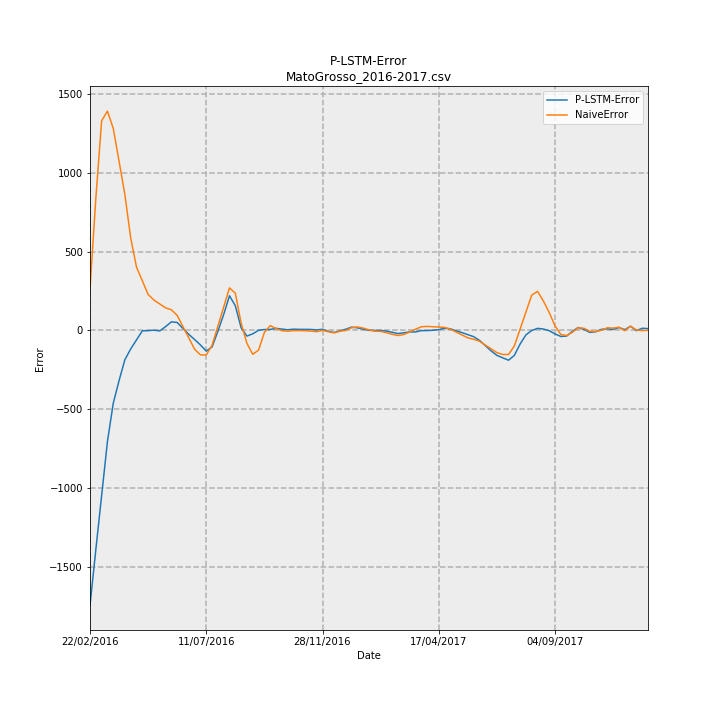 P-LSTM-Error
MatoGrosso_2016-2017.csv
P-LSTM-Error
NaiveError
1500
1000
500
0
−500
−1000
−1500
Error
22/02/2016
11/07/2016
28/11/2016
17/04/2017
04/09/2017
Date